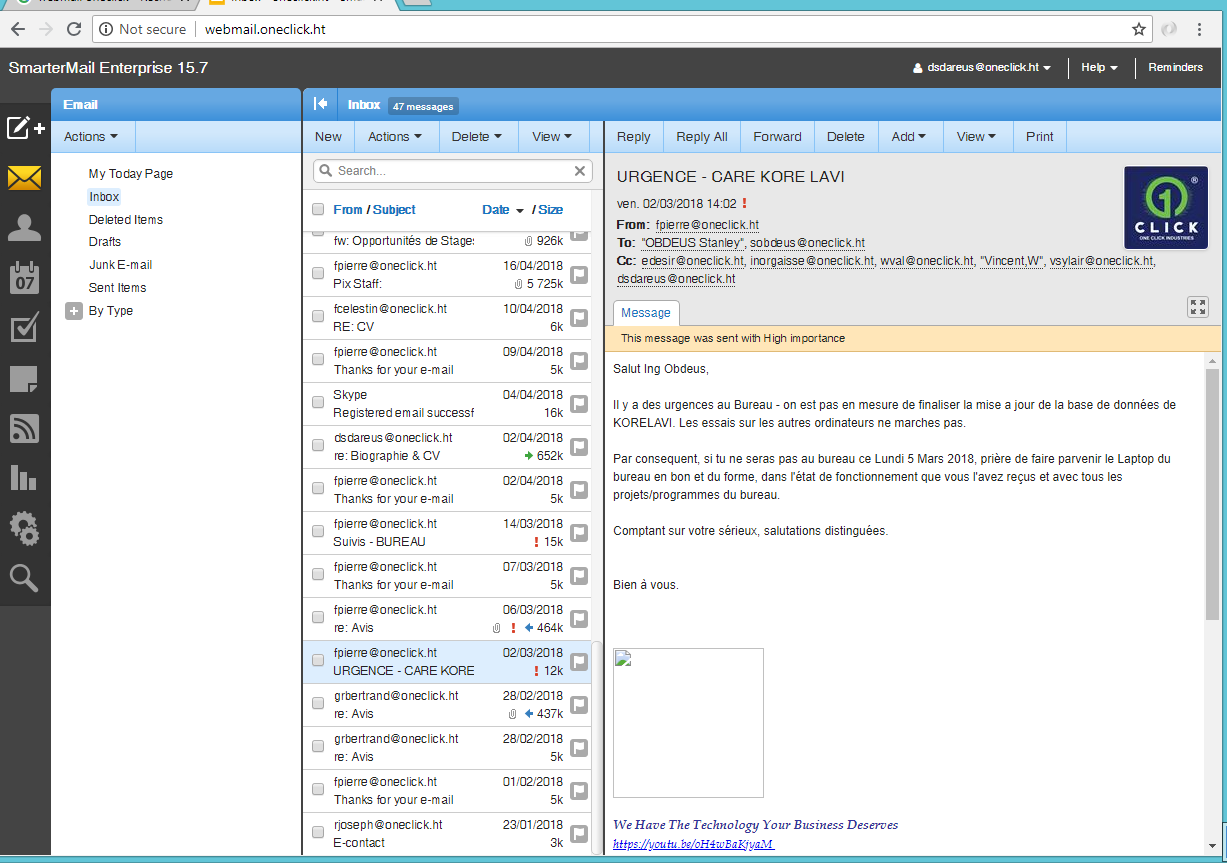 Not secure
webmail.oneclick.ht
SmarterMail Enterprise 15.7
dsdareus@oneclick.ht
Help
Reminders
Email
Inbox 47 messages
Actions
New Actions Delete View
Reply Reply All Forward Delete Add View Print
07
My Today Page
Inbox
Deleted Items
Drafts
Junk E-mail
Sent Items
By Type
Search...
From / Subject Date / Size
fw: Opportunités de Stages 926k
fpierre@oneclick.ht 16/04/2018
Pix Staff: 5 725k
fcelestin@oneclick.ht 10/04/2018
RE: CV 6k
fpierre@oneclick.ht 09/04/2018
Thanks for your e-mail 5k
Skype 04/04/2018
Registered email successf 16k
dsdareus@oneclick.ht 02/04/2018
re: Biographie & CV 652k
fpierre@oneclick.ht 02/04/2018
Thanks for your e-mail 5k
fpierre@oneclick.ht 14/03/2018
Suivis - BUREAU ! 15k
fpierre@oneclick.ht 07/03/2018
Thanks for your e-mail 5k
fpierre@oneclick.ht 06/03/2018
re: Avis ! 464k
fpierre@oneclick.ht 02/03/2018
URGENCE - CARE KORE ! 12k
grbertrand@oneclick.ht 28/02/2018
re: Avis 437k
grbertrand@oneclick.ht 28/02/2018
re: Avis 5k
fpierre@oneclick.ht 01/02/2018
Thanks for your e-mail 5k
rjoseph@oneclick.ht 23/01/2018
E-contact 3k
URGENCE - CARE KORE LAVI
ven. 02/03/2018 14:02 !
From: fpierre@oneclick.ht
To: "OBDEUS Stanley", sobdeus@oneclick.ht
Cc: edesir@oneclick.ht, inorgaisse@oneclick.ht, wval@oneclick.ht, "Vincent,W", vsylair@oneclick.ht,
dsdareus@oneclick.ht
1 ®
CLICK
ONE CLICK INDUSTRIES
Message
This message was sent with High importance
Salut Ing Obdeus,
Il y a des urgences au Bureau - on est pas en mesure de finaliser la mise a jour de la base de données de
KORELAVI. Les essais sur les autres ordinateurs ne marches pas.
Par consequent, si tu ne seras pas au bureau ce Lundi 5 Mars 2018, prière de faire parvenir le Laptop du
bureau en bon et du forme, dans l'état de fonctionnement que vous l'avez reçus et avec tous les
projets/programmes du bureau.
Comptant sur votre sérieux, salutations distinguées.
Bien à vous.
We Have The Technology Your Business Deserves
https://youtu.be/oH4wBaKjyaM